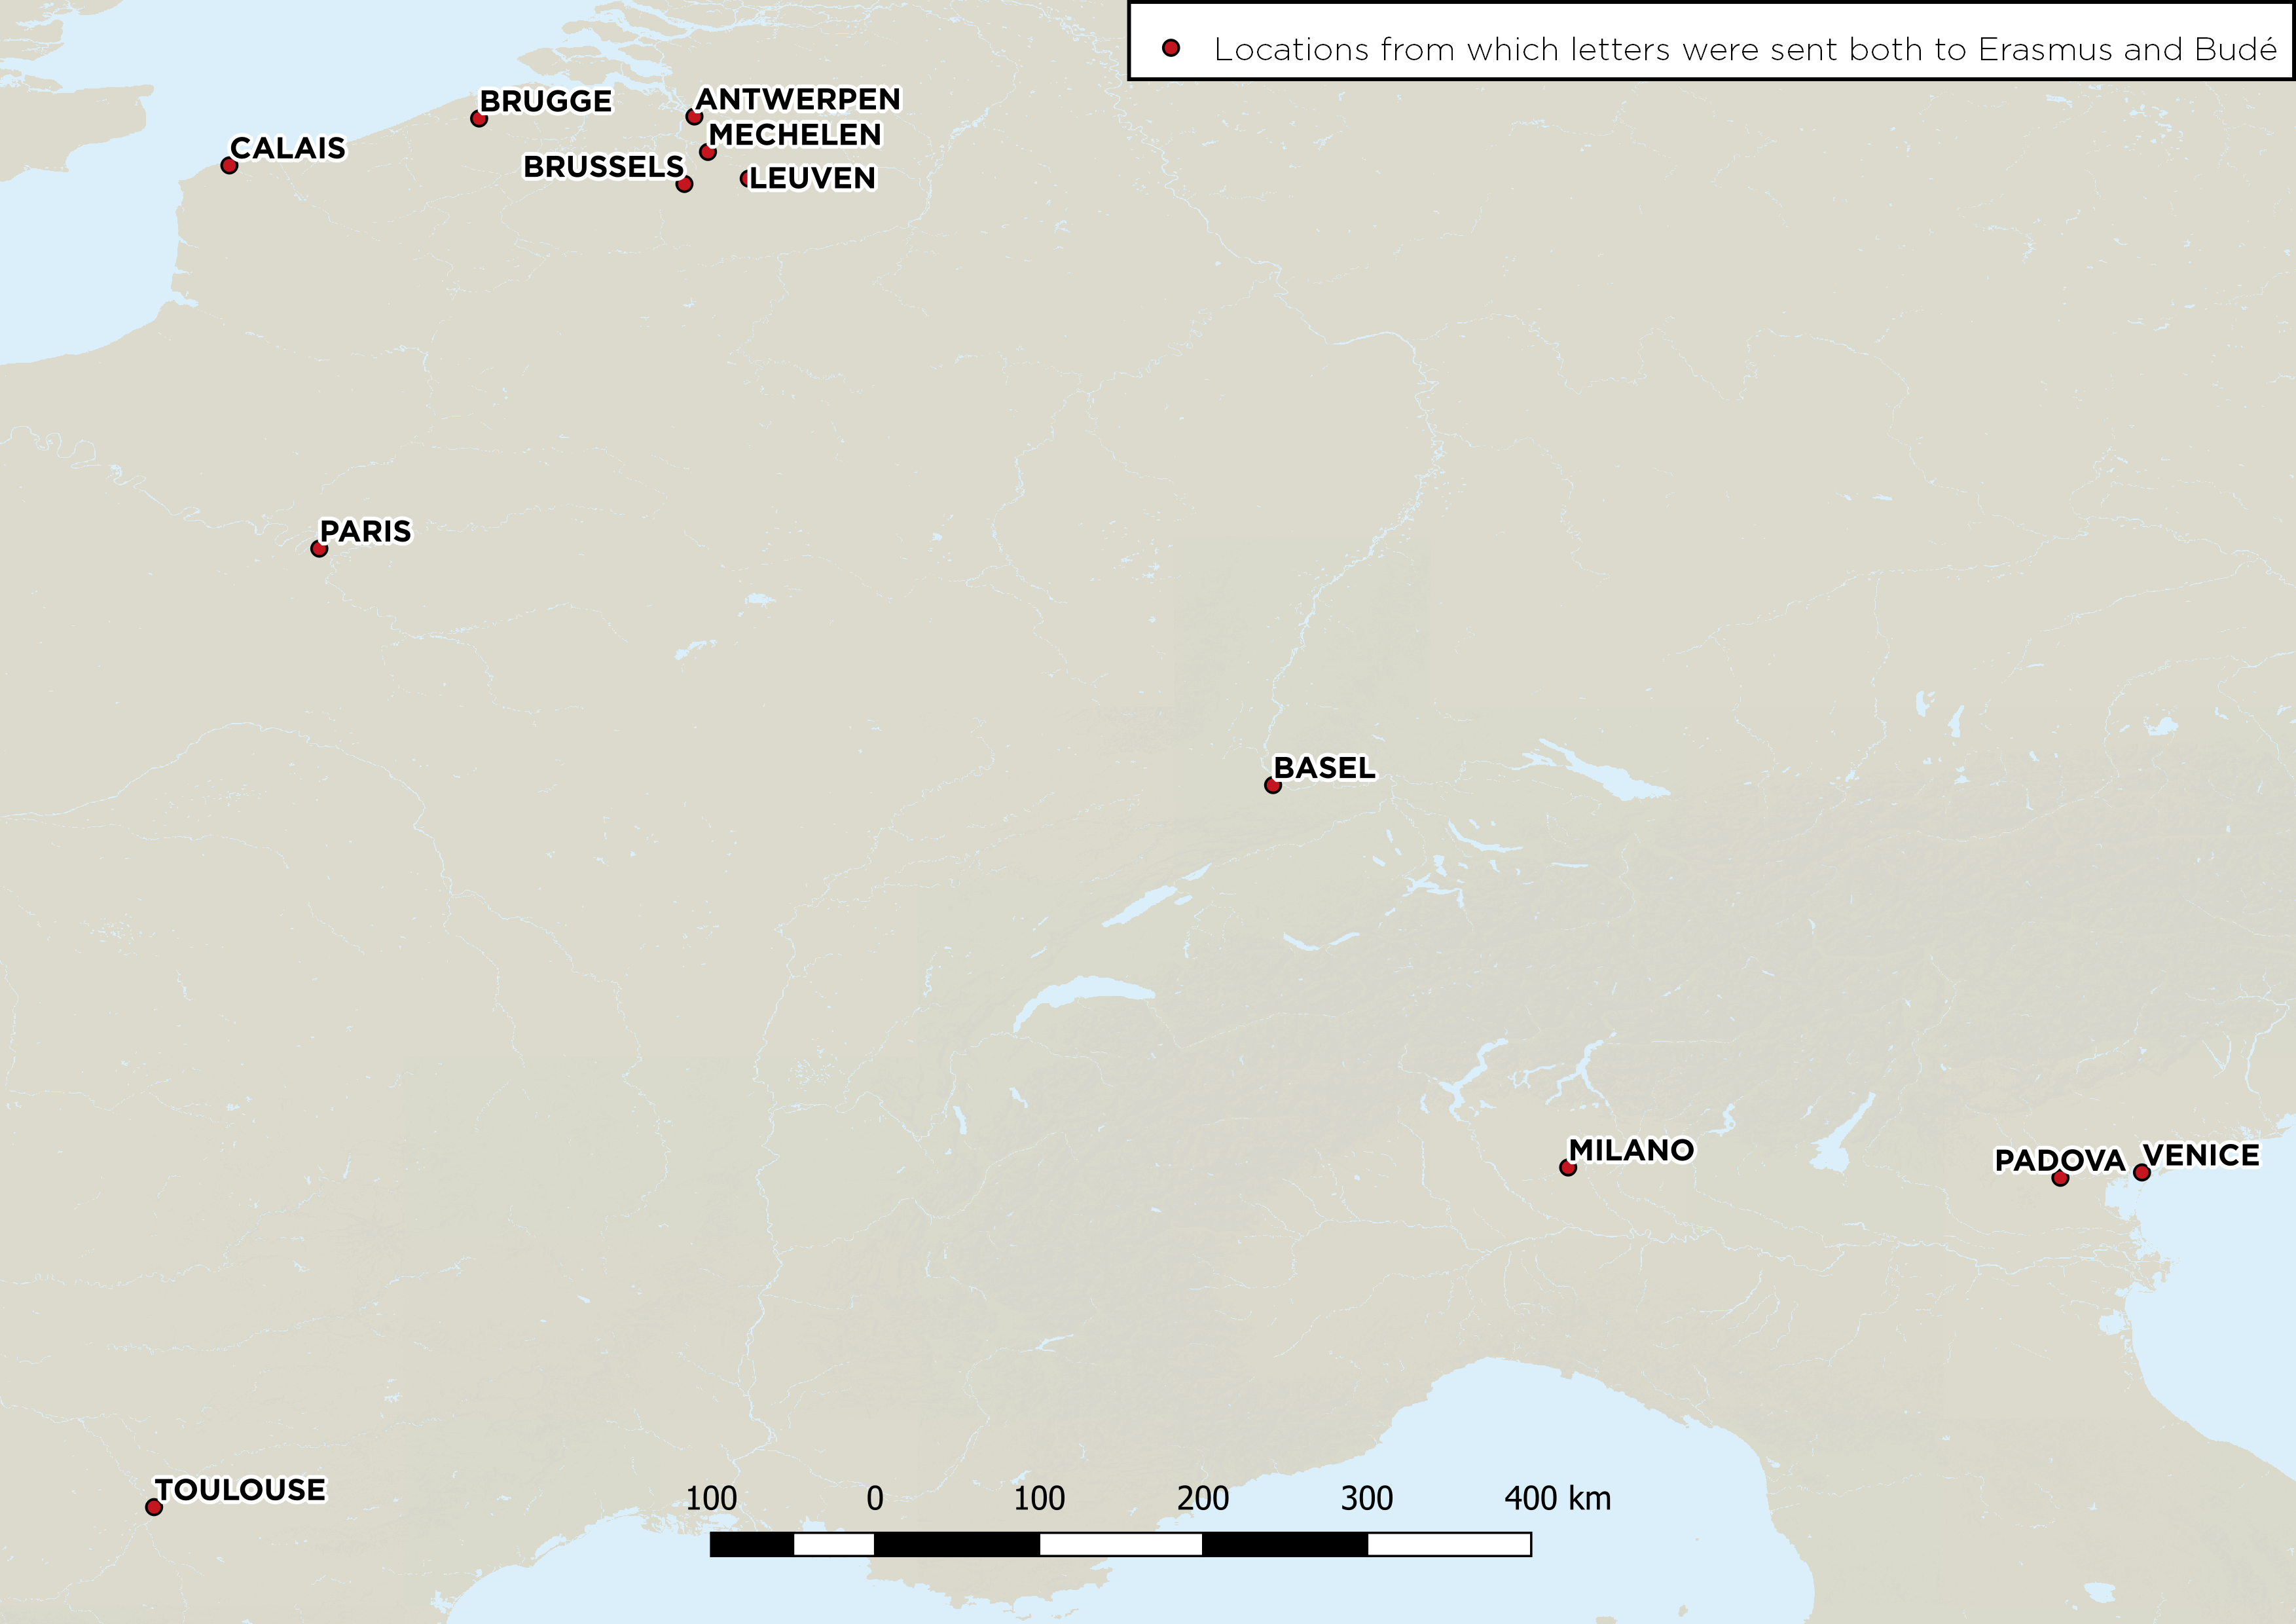 Locations from which letters were sent both to Erasmus and Budé
BRUGGE
ANTWERPEN
MECHELEN
CALAIS
BRUSSELS
LEUVEN
PARIS
BASEL
MILANO
PADOVA
VENICE
TOULOUSE
100 0 100 200 300 400 km